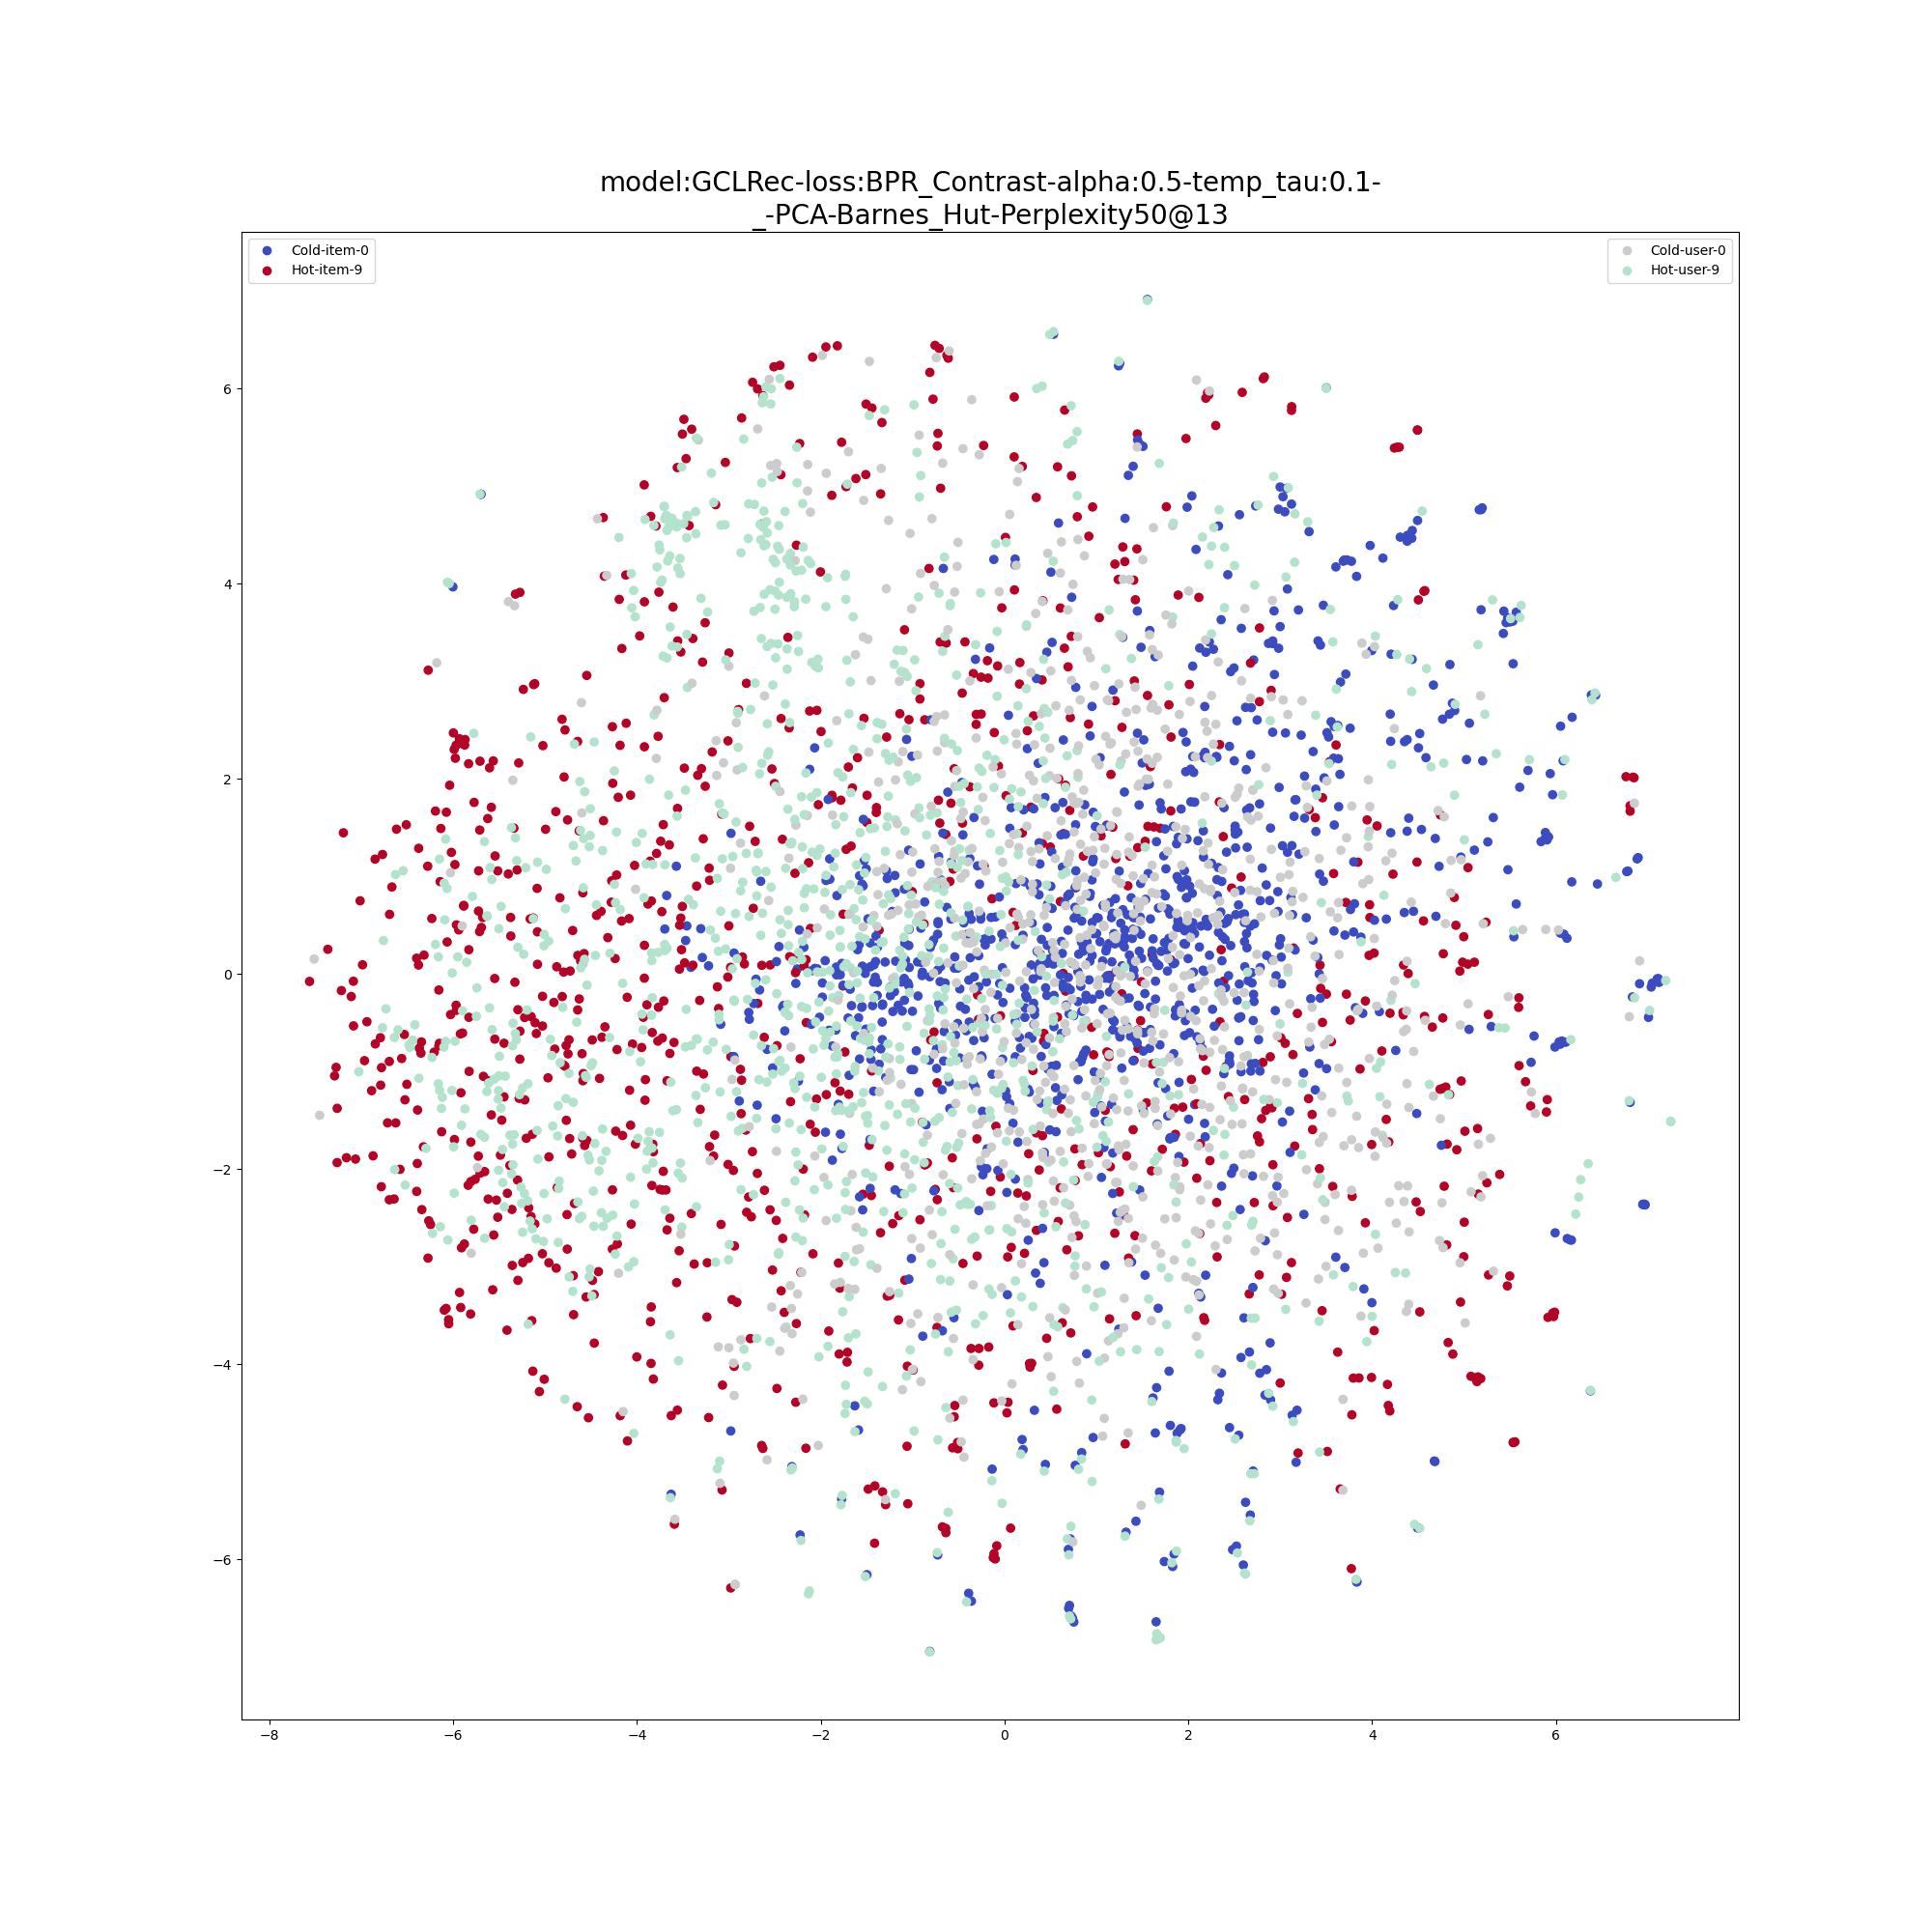 model:GCLRec-loss:BPR_Contrast-alpha:0.5-temp_tau:0.1-
_-PCA-Barnes_Hut-Perplexity50@13
Cold-item-0
Hot-item-9
Cold-user-0
Hot-user-9
6
4
2
0
−2
−4
−6
−8 −6 −4 −2 0 2 4 6